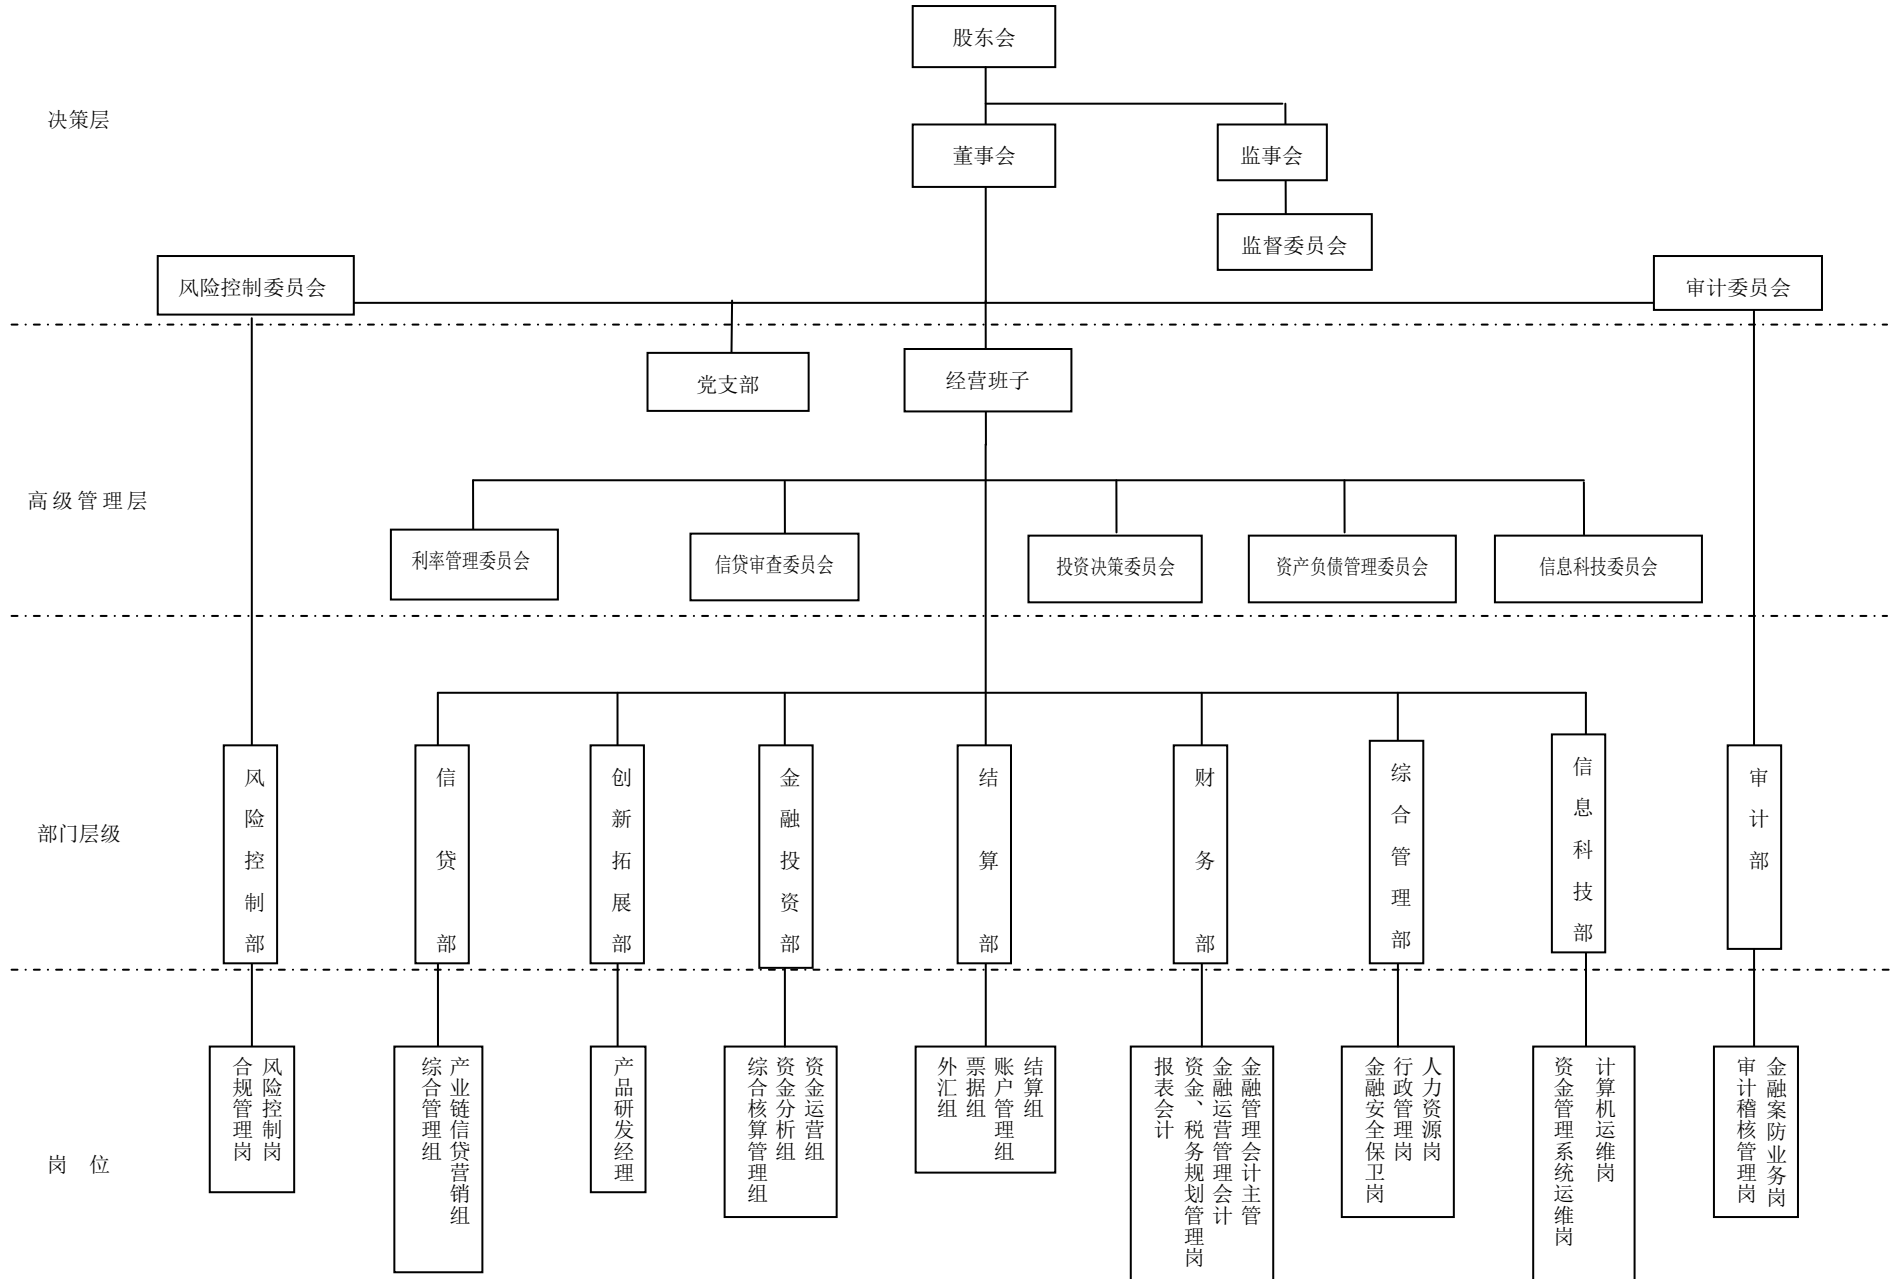 股东会
决策层
董事会
监事会
监督委员会
风险控制委员会
审计委员会
党支部
经营班子
高级管理层
利率管理委员会
信贷审查委员会
投资决策委员会
资产负债管理委员会
信息科技委员会
部门层级
风险控制部
信贷部
创新拓展部
金融投资部
结算部
财务部
综合管理部
信息科技部
审计部
岗 位
风险控制岗
合规管理岗
产业链信贷营销组
综合管理组
产品研发经理
资金运营组
资金分析组
综合核算管理组
结算组
账户管理组
票据组
外汇组
金融管理会计主管
金融运营管理会计
资金、税务规划管理岗
报表会计
人力资源岗
行政管理岗
金融安全保卫岗
计算机运维岗
资金管理系统运维岗
金融案防业务岗
审计稽核管理岗